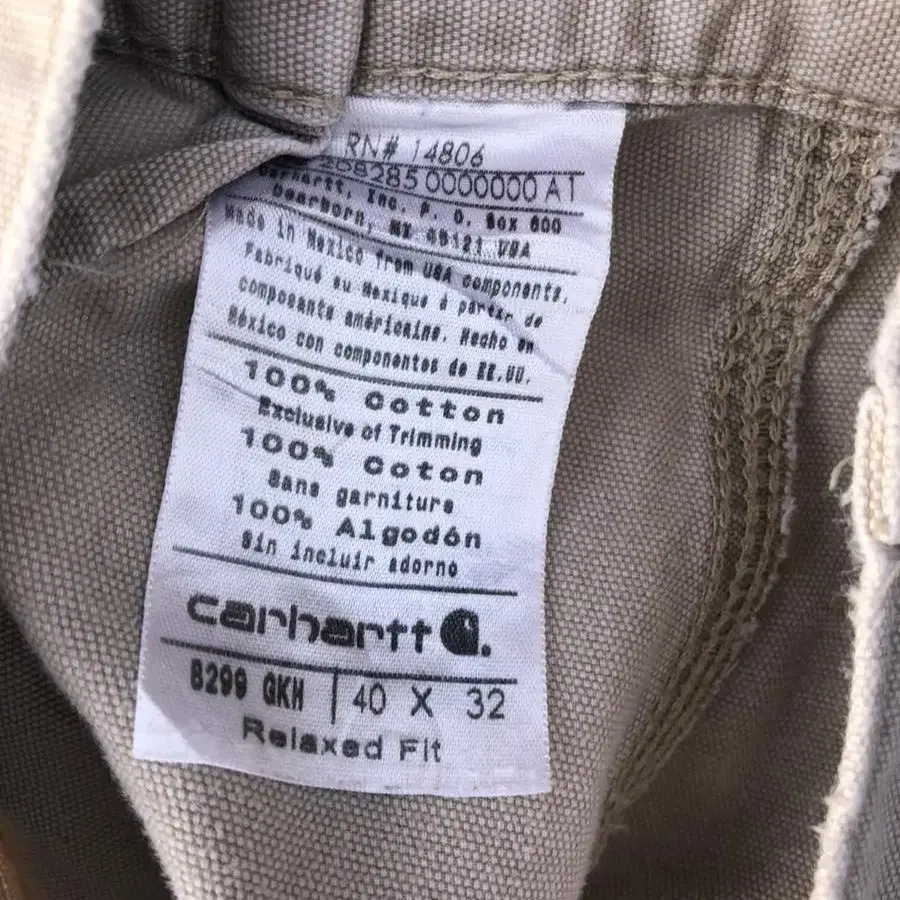 RN# 14806
208285 0000000 A1
Carhartt, Inc. P. O. Box 600
Dearborn, MI 48121 USA
Made in Mexico from USA components.
Fabriqué au Mexique à partir de
composante américaine. Hecho en
México con componentes de EE.UU.
100% Cotton
Exclusive of Trimming
100% Coton
Sans garniture
100% Algodón
Sin incluir adorno
carhartt
B299 GKH 40 X 32
Relaxed Fit